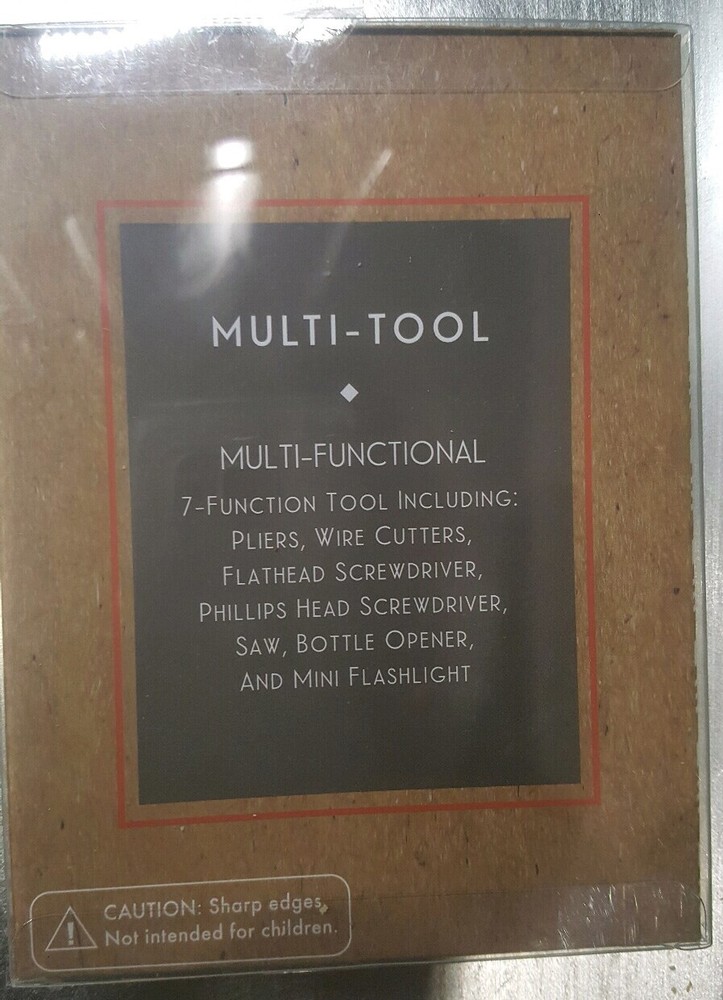 MULTI-TOOL
MULTI-FUNCTIONAL
7-FUNCTION TOOL INCLUDING:
PLIERS, WIRE CUTTERS,
FLATHEAD SCREWDRIVER,
PHILLIPS HEAD SCREWDRIVER,
SAW, BOTTLE OPENER,
AND MINI FLASHLIGHT
CAUTION: Sharp edges.
Not intended for children.